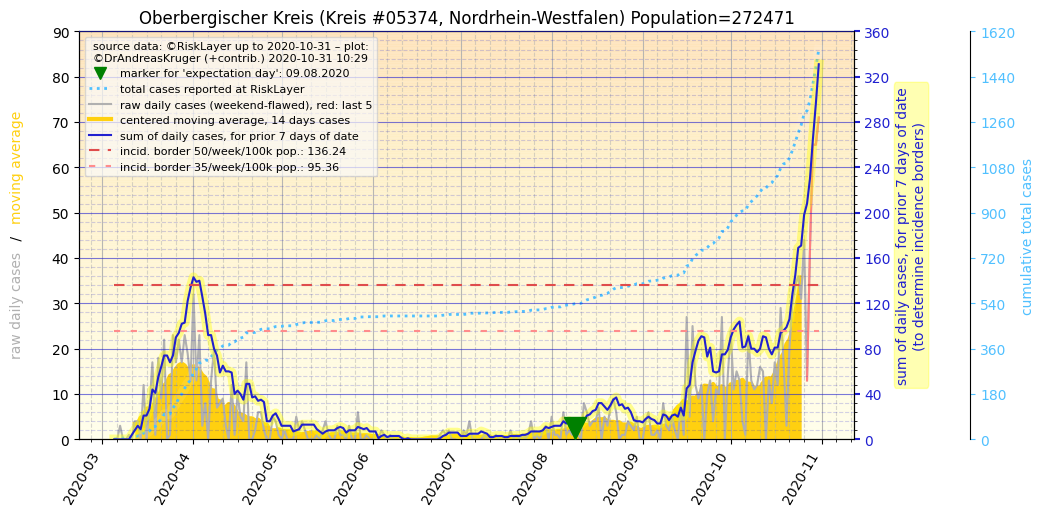 Oberbergischer Kreis (Kreis #05374, Nordrhein-Westfalen) Population=272471
source data: ©RiskLayer up to 2020-10-31 – plot:
©DrAndreasKruger (+contrib.) 2020-10-31 10:29
marker for 'expectation day': 09.08.2020
total cases reported at RiskLayer
raw daily cases (weekend-flawed), red: last 5
centered moving average, 14 days cases
sum of daily cases, for prior 7 days of date
incid. border 50/week/100k pop.: 136.24
incid. border 35/week/100k pop.: 95.36
raw daily cases / moving average
90
80
70
60
50
40
30
20
10
0
2020-03
2020-04
2020-05
2020-06
2020-07
2020-08
2020-09
2020-10
2020-11
360
320
280
240
200
160
120
80
40
0
sum of daily cases, for prior 7 days of date
(to determine incidence borders)
1620
1440
1260
1080
900
720
540
360
180
0
cumulative total cases